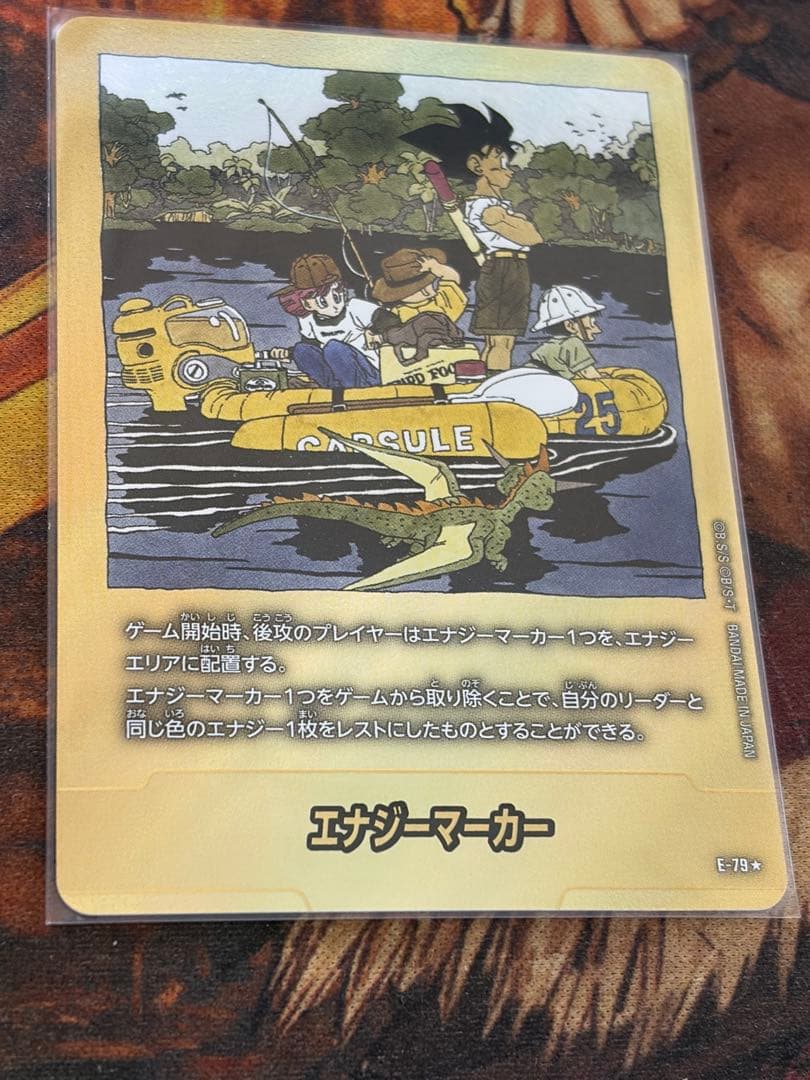 BIRD FOO
CAPSULE
25
ゲーム開始時、後攻のプレイヤーはエナジーマーカー1つを、エナジー
エリアに配置する。
エナジーマーカー1つをゲームから取り除くことで、自分のリーダーと
同じ色のエナジー1枚をレストにしたものとすることができる。
©B・S/S ©B/S・T BANDAI MADE IN JAPAN
エナジーマーカー
E-79★